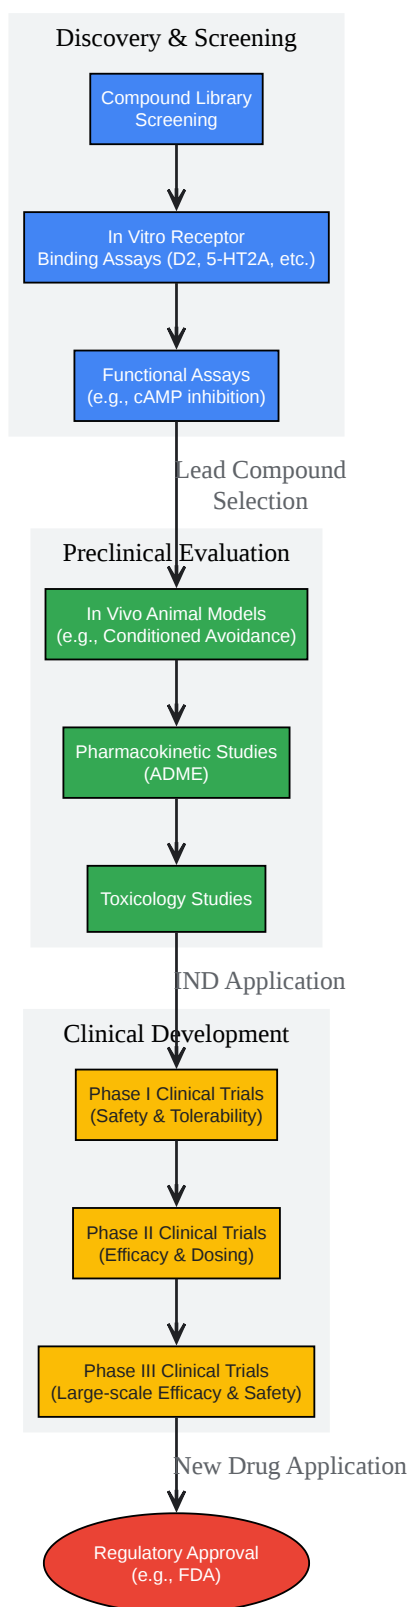 Discovery & Screening
Compound Library
Screening
In Vitro Receptor
Binding Assays (D2, 5-HT2A, etc.)
Functional Assays
(e.g., cAMP inhibition)
Lead Compound
Selection
Preclinical Evaluation
In Vivo Animal Models
(e.g., Conditioned Avoidance)
Pharmacokinetic Studies
(ADME)
Toxicology Studies
IND Application
Clinical Development
Phase I Clinical Trials
(Safety & Tolerability)
Phase II Clinical Trials
(Efficacy & Dosing)
Phase III Clinical Trials
(Large-scale Efficacy & Safety)
New Drug Application
Regulatory Approval
(e.g., FDA)